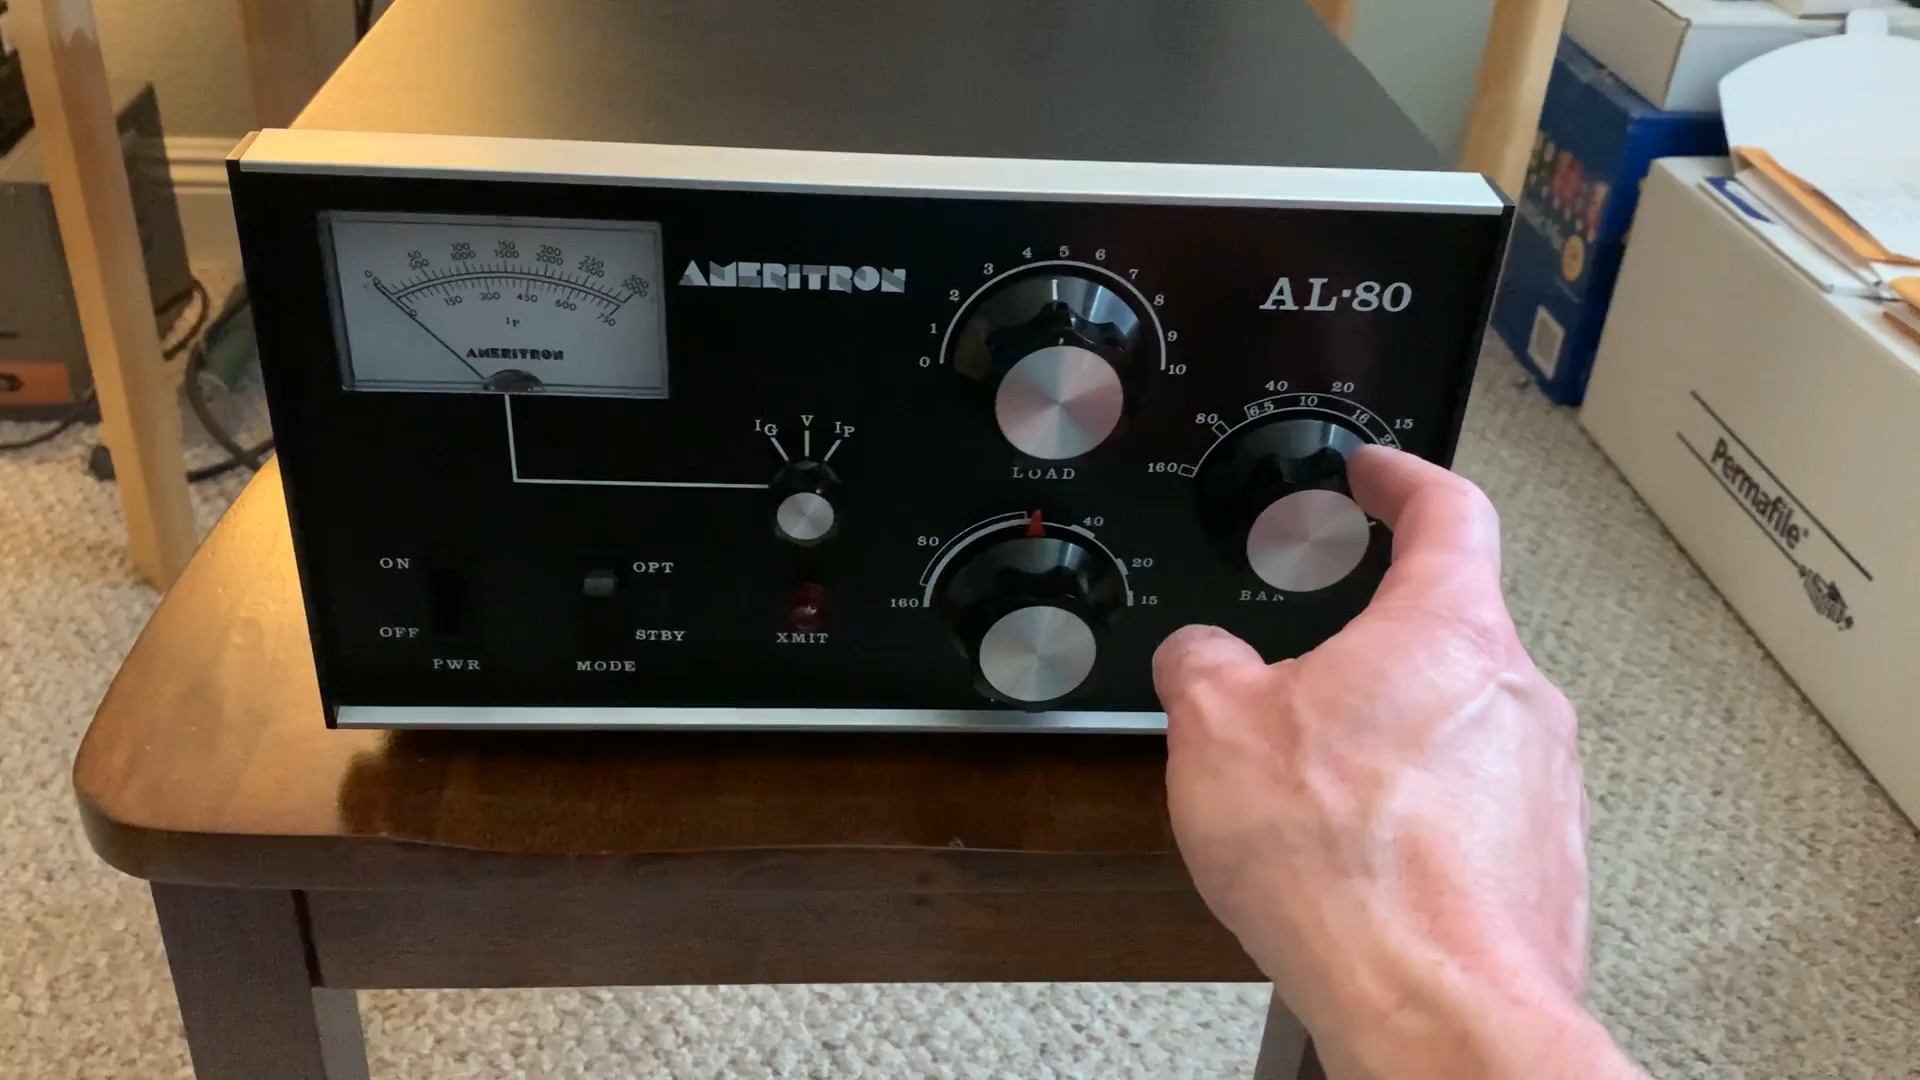 0 50 100 150 200 250 300
0 500 1000 1500 2000 2500 3000
0 150 300 450 600 750
IP
AMERITRON
AMERITRON
0 1 2 3 4 5 6 7 8 9 10
LOAD
AL·80
160 80 40 20 15
6.5 10 16
BAN
IG V IP
ON
OFF
PWR
OPT
STBY
MODE
XMIT
160 80 40 20 15
Permafile®